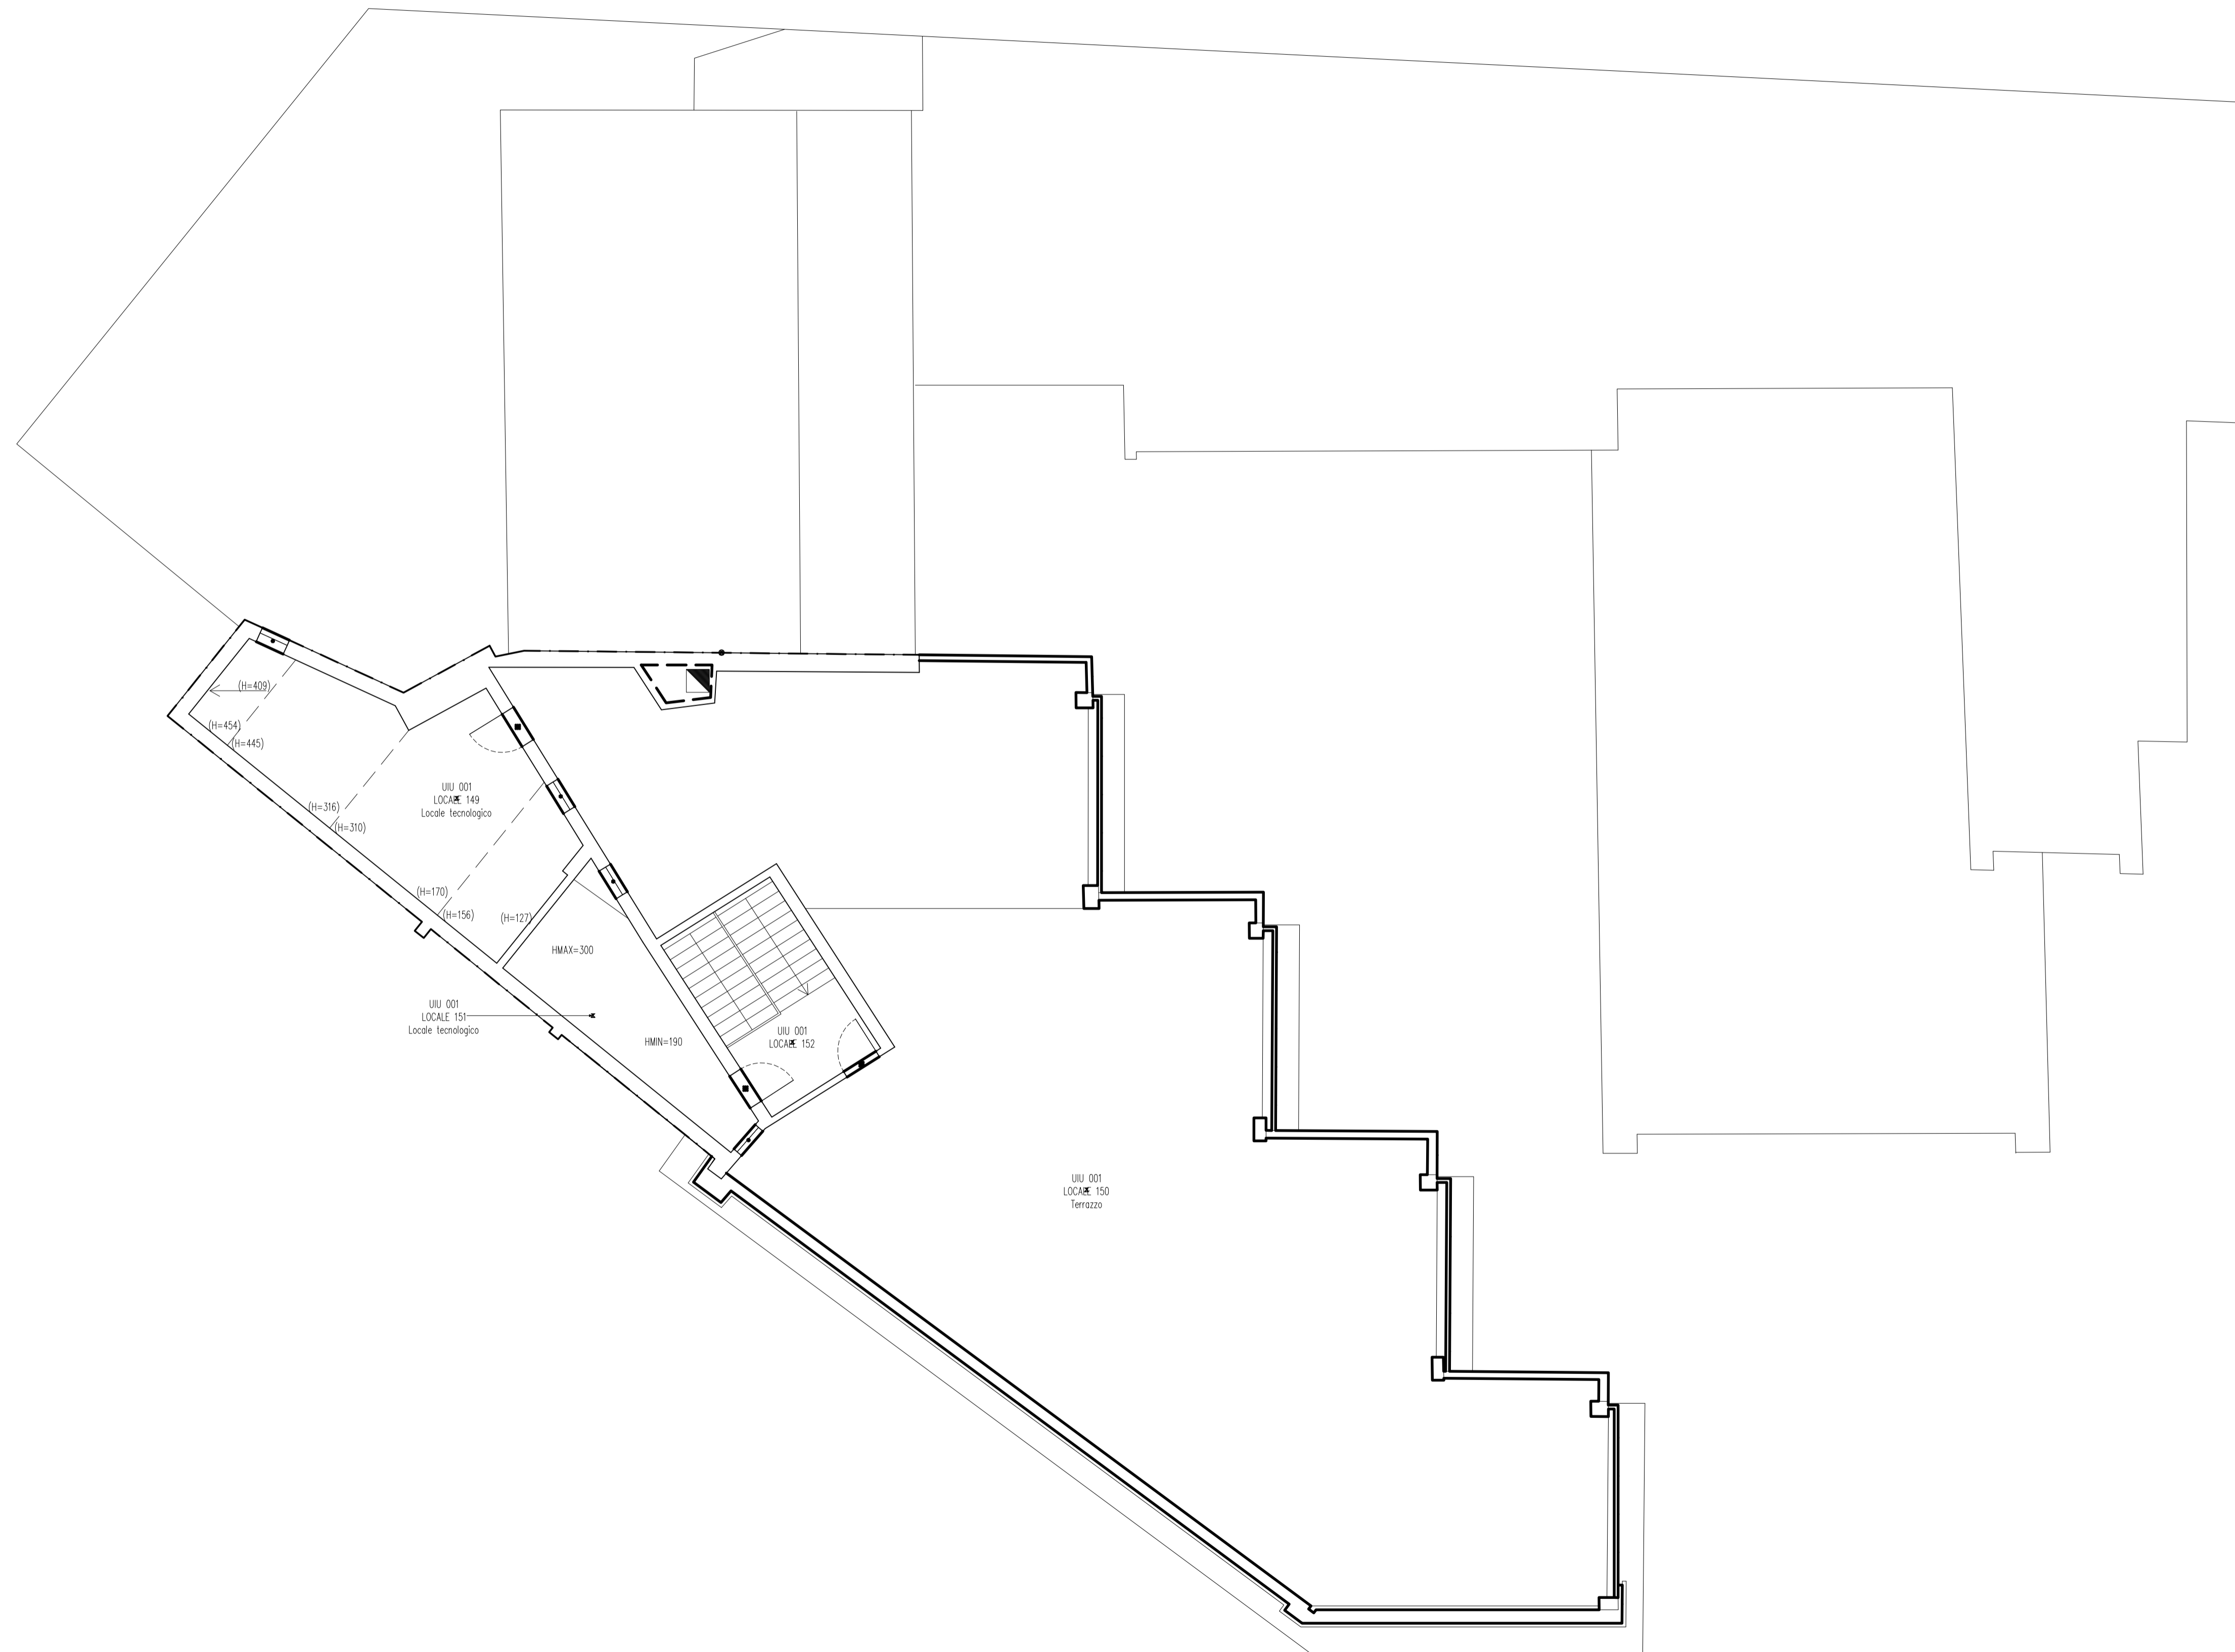 (H=409)
(H=454)
(H=445)
UIU 001
LOCALE 149
Locale tecnologico
(H=316)
(H=310)
(H=170)
(H=156)
(H=127)
HMAX=300
UIU 001
LOCALE 151
Locale tecnologico
HMIN=190
UIU 001
LOCALE 152
UIU 001
LOCALE 150
Terrazzo